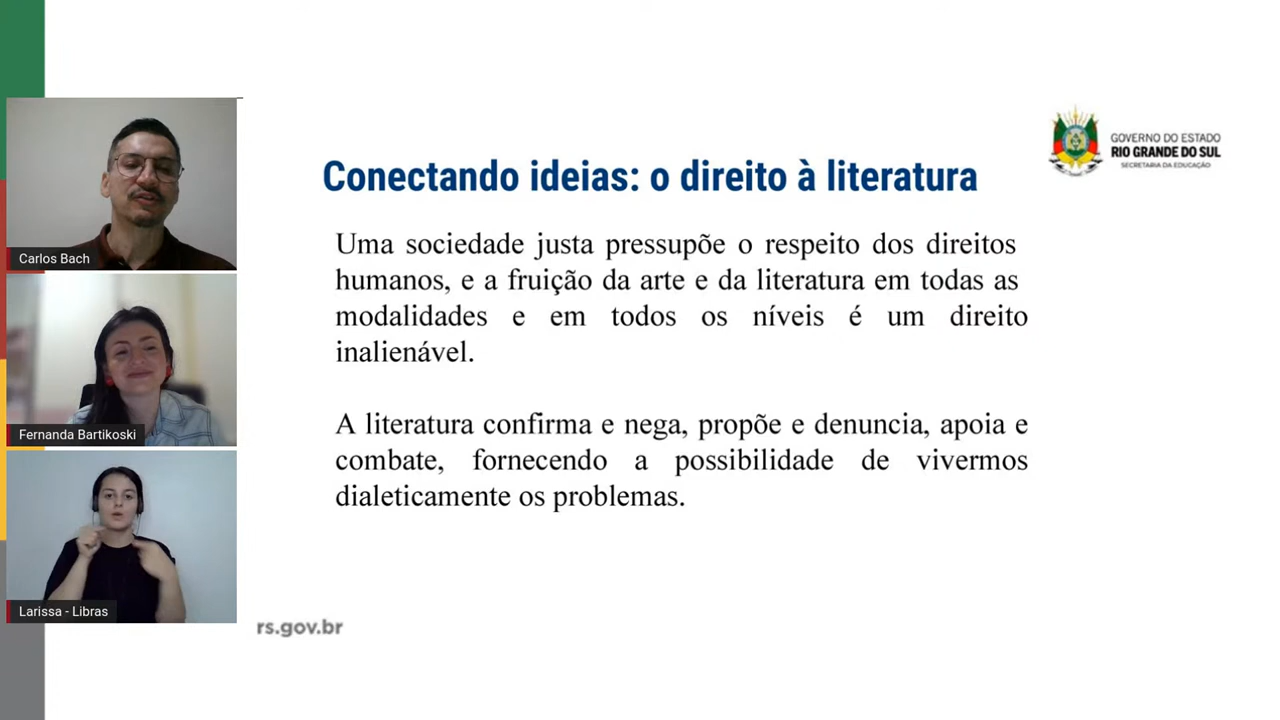 Conectando ideias: o direito à literatura
GOVERNO DO ESTADO
RIO GRANDE DO SUL
SECRETARIA DA EDUCAÇÃO
Uma sociedade justa pressupõe o respeito dos direitos
humanos, e a fruição da arte e da literatura em todas as
modalidades e em todos os níveis é um direito
inalienável.
A literatura confirma e nega, propõe e denuncia, apoia e
combate, fornecendo a possibilidade de vivermos
dialeticamente os problemas.
Carlos Bach
Fernanda Bartikoski
Larissa - Libras
rs.gov.br